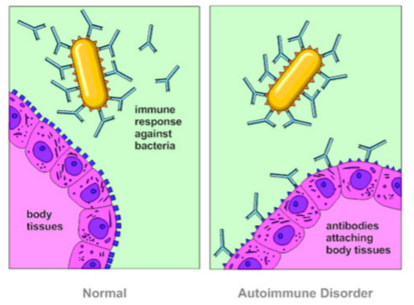 immune
response
against
bacteria
body
tissues
antibodies
attaching
body tissues
Normal
Autoimmune Disorder